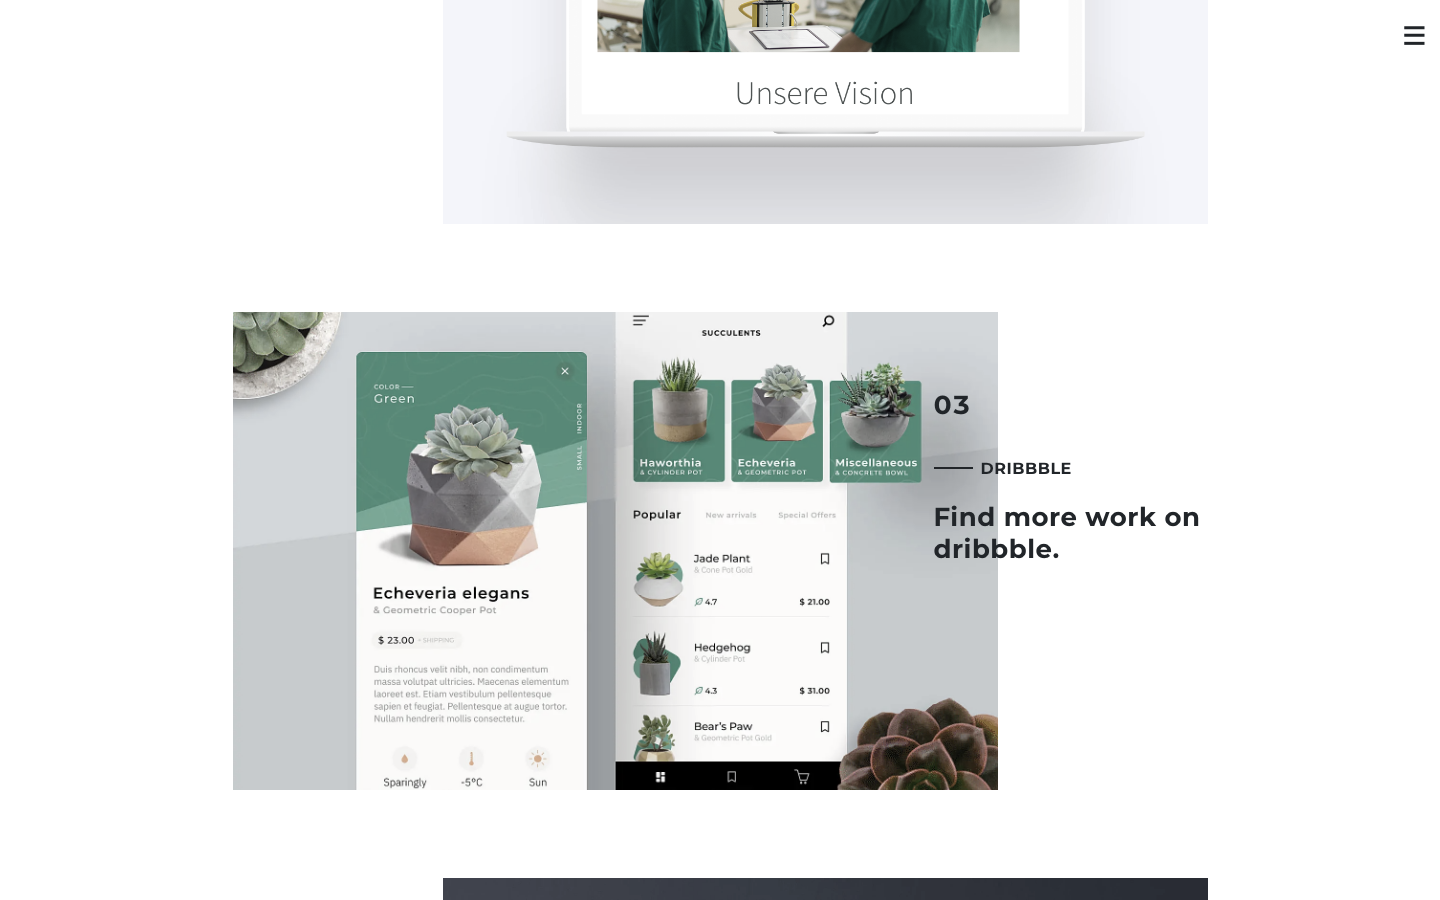 Unsere Vision
SUCCULENTS
COLOR
Green
SMALL INDOOR
Haworthia
& CYLINDER POT
Echeveria
& GEOMETRIC POT
Miscellaneous
& CONCRETE BOWL
Popular
New arrivals
Special Offers
Jade Plant
& Cone Pot Gold
4.7
$ 21.00
Hedgehog
& Cylinder Pot
4.3
$ 31.00
Bear's Paw
& Geometric Pot Gold
Echeveria elegans
& Geometric Cooper Pot
$ 23.00 + SHIPPING
Duis rhoncus velit nibh, non condimentum
massa volutpat ultricies. Maecenas elementum
laoreet est. Etiam vestibulum pellentesque
sapien et feugiat. Pellentesque at augue tortor.
Nullam hendrerit mollis consectetur.
Sparingly
-5°C
Sun
03
DRIBBBLE
Find more work on
dribbble.